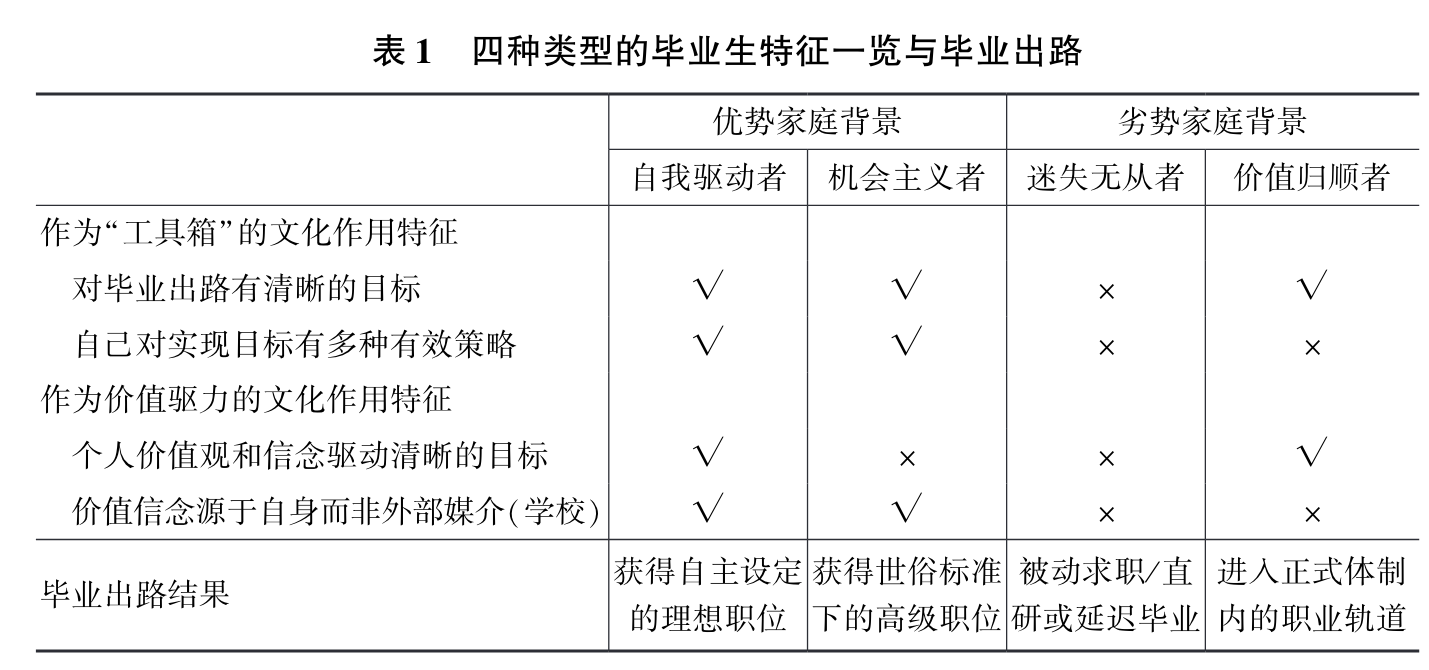 表1 四种类型的毕业生特征一览与毕业出路
优势家庭背景 劣势家庭背景
自我驱动者 机会主义者 迷失无从者 价值归顺者
作为“工具箱”的文化作用特征
对毕业出路有清晰的目标 √ √ × √
自己对实现目标有多种有效策略 √ √ × ×
作为价值驱力的文化作用特征
个人价值观和信念驱动清晰的目标 √ × × √
价值信念源于自身而非外部媒介(学校) √ √ × ×
毕业出路结果
获得自主设定
的理想职位
获得世俗标准
下的高级职位
被动求职/直
研或延迟毕业
进入正式体制
内的职业轨道